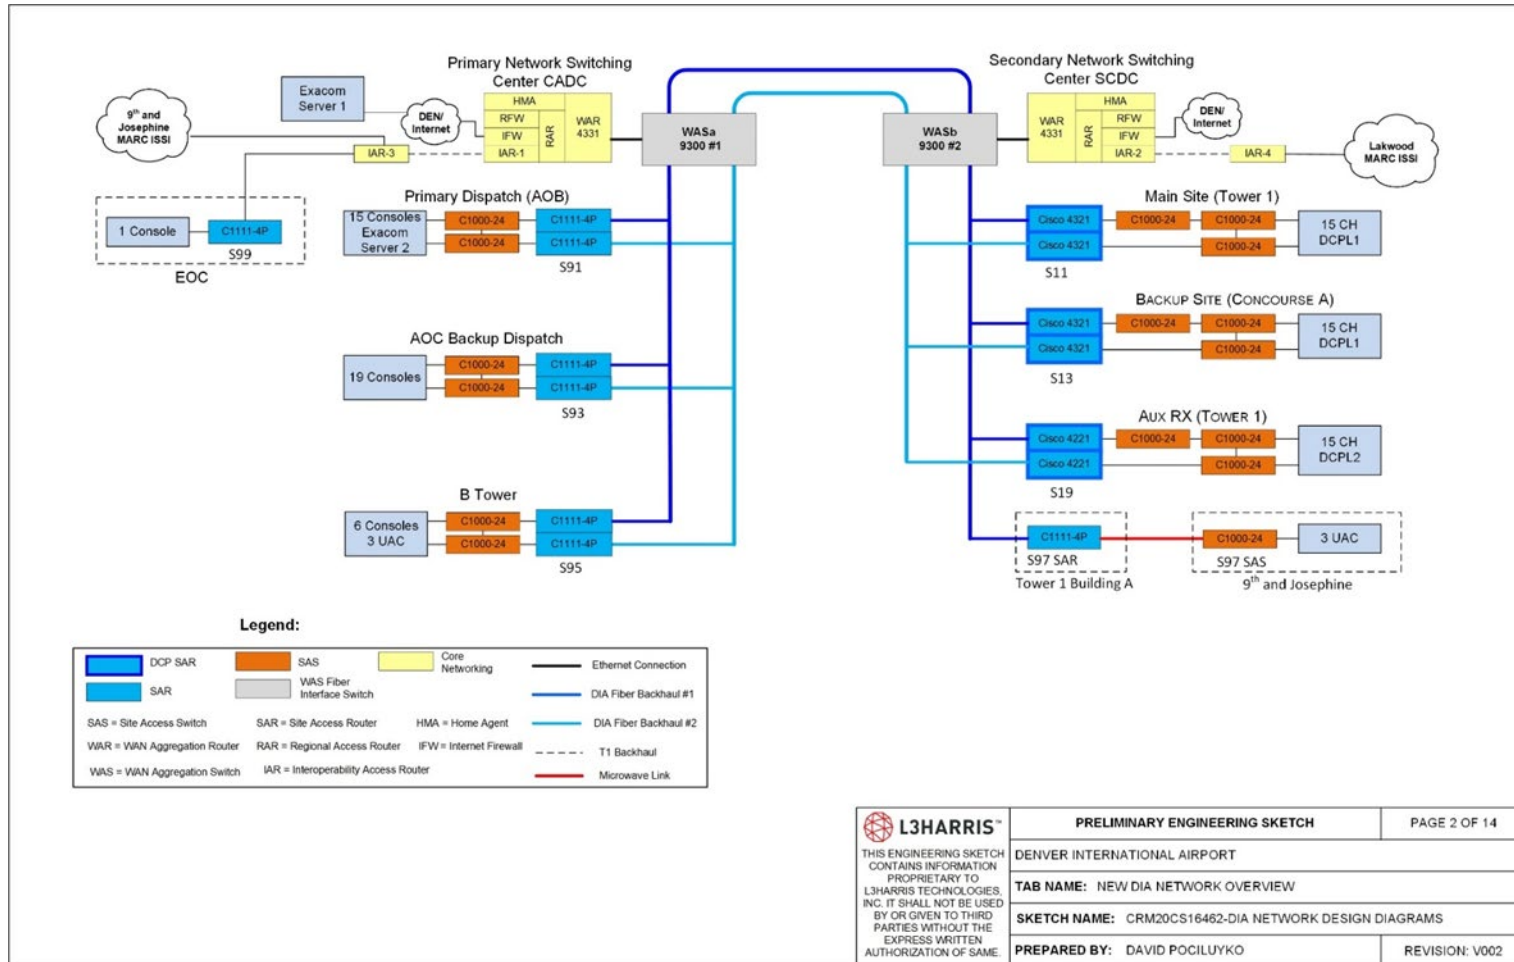 Primary Network Switching
Center CADC
Exacom
Server 1
9th and
Josephine
MARC ISSI
DEN/
Internet
HMA
RFW
IFW
IAR-1
RAR
WAR
4331
IAR-3
WASa
9300 #1
1 Console
C1111-4P
S99
EOC
Primary Dispatch (AOB)
15 Consoles
Exacom
Server 2
C1000-24
C1000-24
C1111-4P
C1111-4P
S91
AOC Backup Dispatch
19 Consoles
C1000-24
C1000-24
C1111-4P
C1111-4P
S93
B Tower
6 Consoles
3 UAC
C1000-24
C1000-24
C1111-4P
C1111-4P
S95
Secondary Network Switching
Center SCDC
WASb
9300 #2
WAR
4331
RAR
HMA
RFW
IFW
IAR-2
DEN/
Internet
IAR-4
Lakwood
MARC ISSI
Main Site (Tower 1)
Cisco 4321
Cisco 4321
C1000-24
C1000-24
C1000-24
15 CH
DCPL1
S11
BACKUP SITE (CONCOURSE A)
Cisco 4321
Cisco 4321
C1000-24
C1000-24
C1000-24
15 CH
DCPL1
S13
AUX RX (TOWER 1)
Cisco 4221
Cisco 4221
C1000-24
C1000-24
C1000-24
15 CH
DCPL2
S19
C1111-4P
S97 SAR
Tower 1 Building A
C1000-24
S97 SAS
3 UAC
9th and Josephine
Legend:
DCP SAR
SAS
Core
Networking
Ethernet Connection
SAR
WAS Fiber
Interface Switch
DIA Fiber Backhaul #1
SAS = Site Access Switch
SAR = Site Access Router
HMA = Home Agent
DIA Fiber Backhaul #2
WAR = WAN Aggregation Router
RAR = Regional Access Router
IFW = Internet Firewall
T1 Backhaul
WAS = WAN Aggregation Switch
IAR = Interoperability Access Router
Microwave Link
L3HARRIS™
THIS ENGINEERING SKETCH
CONTAINS INFORMATION
PROPRIETARY TO
L3HARRIS TECHNOLOGIES,
INC. IT SHALL NOT BE USED
BY OR GIVEN TO THIRD
PARTIES WITHOUT THE
EXPRESS WRITTEN
AUTHORIZATION OF SAME.
PRELIMINARY ENGINEERING SKETCH
PAGE 2 OF 14
DENVER INTERNATIONAL AIRPORT
TAB NAME: NEW DIA NETWORK OVERVIEW
SKETCH NAME: CRM20CS16462-DIA NETWORK DESIGN DIAGRAMS
PREPARED BY: DAVID POCILUYKO
REVISION: V002